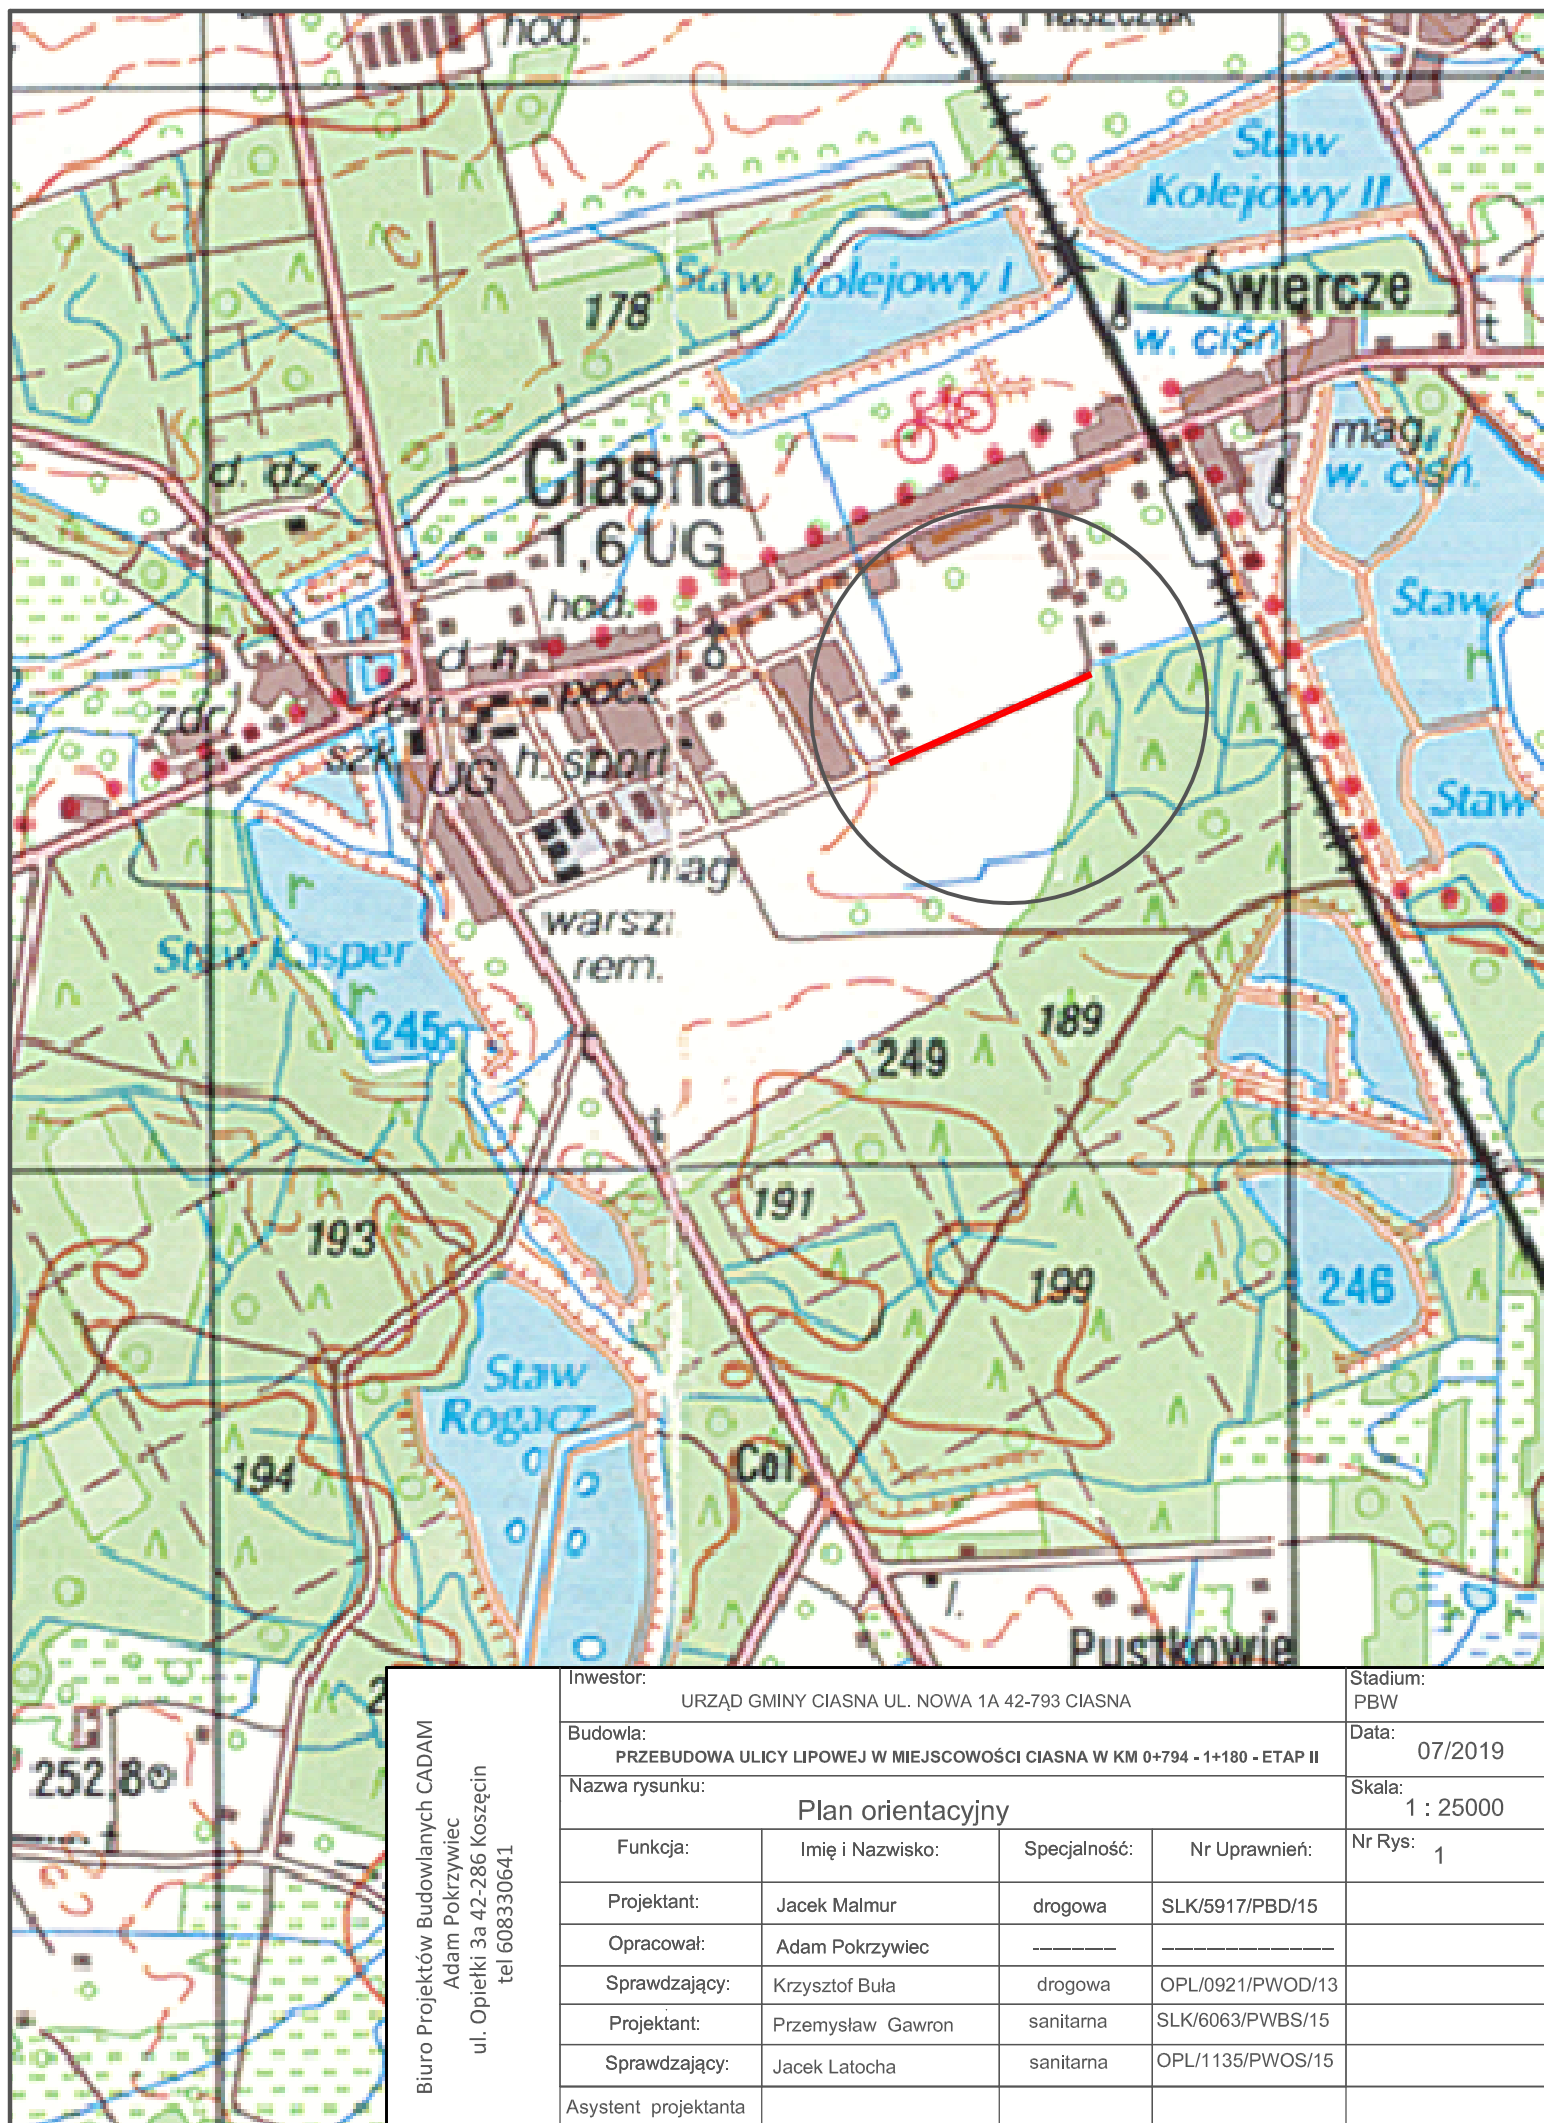 hod.
Staw
Kolejowy II
Staw Kolejowy I
Świercze
178
w. ciśn.
mag.
w. ciśn.
d. dz.
Ciasna
1,6 UG
hod.
Staw
d. h.
pocz.
zdr.
rem.
szk.
UG
h. sport.
r
Staw
mag.
r
warszt.
rem.
Staw Kasper
r
245
189
249
191
193
199
246
Staw
Rogacz
194
Cel
l.
Pustkowie
r
r
252,8
Biuro Projektów Budowlanych CADAM
Adam Pokrzywiec
ul. Opiełki 3a 42-286 Koszęcin
tel 608330641
Inwestor:
URZĄD GMINY CIASNA UL. NOWA 1A 42-793 CIASNA
Stadium:
PBW
Budowla:
PRZEBUDOWA ULICY LIPOWEJ W MIEJSCOWOŚCI CIASNA W KM 0+794 - 1+180 - ETAP II
Data:
07/2019
Nazwa rysunku:
Plan orientacyjny
Skala:
1 : 25000
Funkcja: Imię i Nazwisko: Specjalność: Nr Uprawnień: Nr Rys: 1
Projektant: Jacek Malmur drogowa SLK/5917/PBD/15
Opracował: Adam Pokrzywiec ———— ————————
Sprawdzający: Krzysztof Buła drogowa OPL/0921/PWOD/13
Projektant: Przemysław Gawron sanitarna SLK/6063/PWBS/15
Sprawdzający: Jacek Latocha sanitarna OPL/1135/PWOS/15
Asystent projektanta